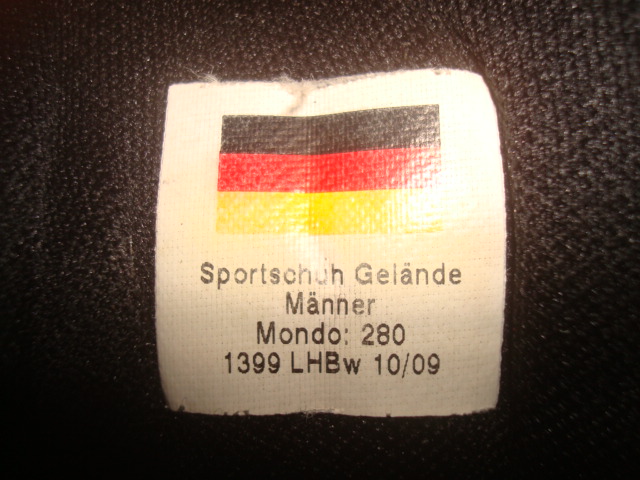 Sportschuh Gelände
Männer
Mondo: 280
1399 LHBw 10/09